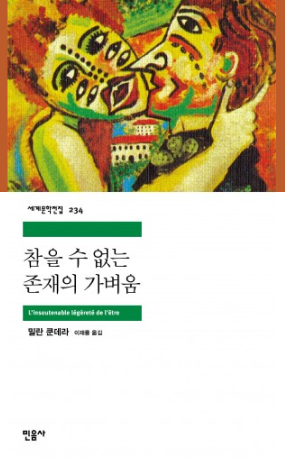 세계문학전집 234
참을 수 없는
존재의 가벼움
L'insoutenable légèreté de l'être
밀란 쿤데라 이재룡 옮김
민음사